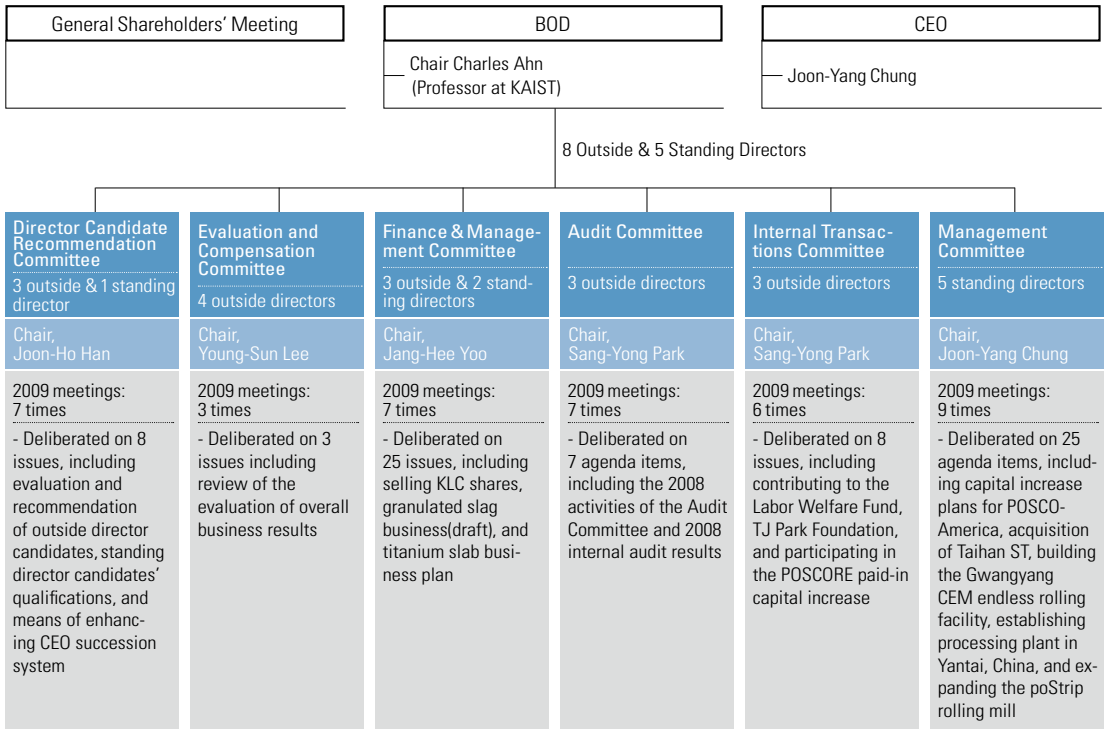 General Shareholders' Meeting
BOD
Chair Charles Ahn
(Professor at KAIST)
CEO
Joon-Yang Chung
8 Outside & 5 Standing Directors
Director Candidate
Recommendation
Committee
3 outside & 1 standing
director
Chair,
Joon-Ho Han
2009 meetings:
7 times
- Deliberated on 8
issues, including
evaluation and
recommendation
of outside director
candidates, standing
director candidates'
qualifications, and
means of enhanc-
ing CEO succession
system
Evaluation and
Compensation
Committee
4 outside directors
Chair,
Young-Sun Lee
2009 meetings:
3 times
- Deliberated on 3
issues including
review of the
evaluation of overall
business results
Finance & Manage-
ment Committee
3 outside & 2 stand-
ing directors
Chair,
Jang-Hee Yoo
2009 meetings:
7 times
- Deliberated on
25 issues, including
selling KLC shares,
granulated slag
business(draft), and
titanium slab busi-
ness plan
Audit Committee
3 outside directors
Chair,
Sang-Yong Park
2009 meetings:
7 times
- Deliberated on
7 agenda items,
including the 2008
activities of the Audit
Committee and 2008
internal audit results
Internal Transac-
tions Committee
3 outside directors
Chair,
Sang-Yong Park
2009 meetings:
6 times
- Deliberated on 8
issues, including
contributing to the
Labor Welfare Fund,
TJ Park Foundation,
and participating in
the POSCORE paid-in
capital increase
Management
Committee
5 standing directors
Chair,
Joon-Yang Chung
2009 meetings:
9 times
- Deliberated on 25
agenda items, includ-
ing capital increase
plans for POSCO-
America, acquisition
of Taihan ST, building
the Gwangyang
CEM endless rolling
facility, establishing
processing plant in
Yantai, China, and ex-
panding the poStrip
rolling mill